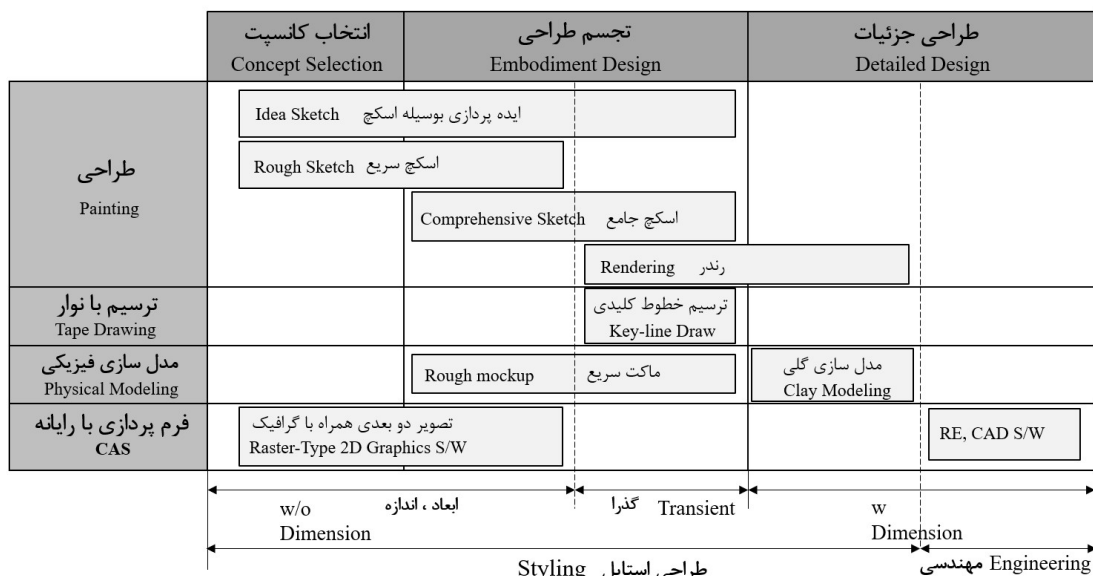 انتخاب کانسپت
Concept Selection
تجسم طراحی
Embodiment Design
طراحی جزئیات
Detailed Design
طراحی
Painting
Idea Sketch ایده پردازی بوسیله اسکچ
Rough Sketch اسکچ سریع
Comprehensive Sketch اسکچ جامع
Rendering رندر
ترسیم با نوار
Tape Drawing
ترسیم خطوط کلیدی
Key-line Draw
مدل سازی فیزیکی
Physical Modeling
Rough mockup ماکت سریع
مدل سازی گلی
Clay Modeling
فرم پردازی با رایانه
CAS
تصویر دو بعدی همراه با گرافیک
Raster-Type 2D Graphics S/W
RE, CAD S/W
w/o
Dimension
ابعاد ، اندازه
گذرا Transient
w
Dimension
Styling طراحی استایل
مهندسی Engineering